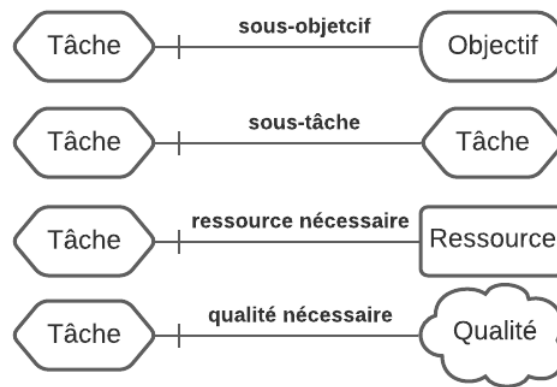 Tâche sous-objetcif Objectif
Tâche sous-tâche Tâche
Tâche ressource nécessaire Ressource
Tâche qualité nécessaire Qualité